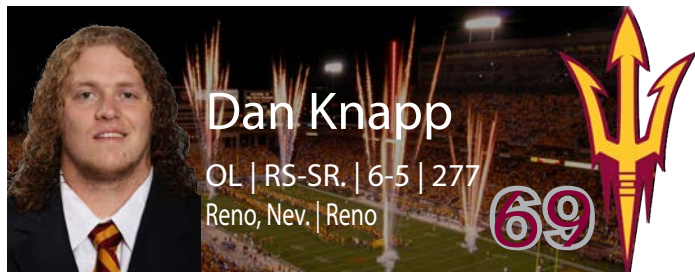 Dan Knapp
OL | RS-SR. | 6-5 | 277
Reno, Nev. | Reno
69